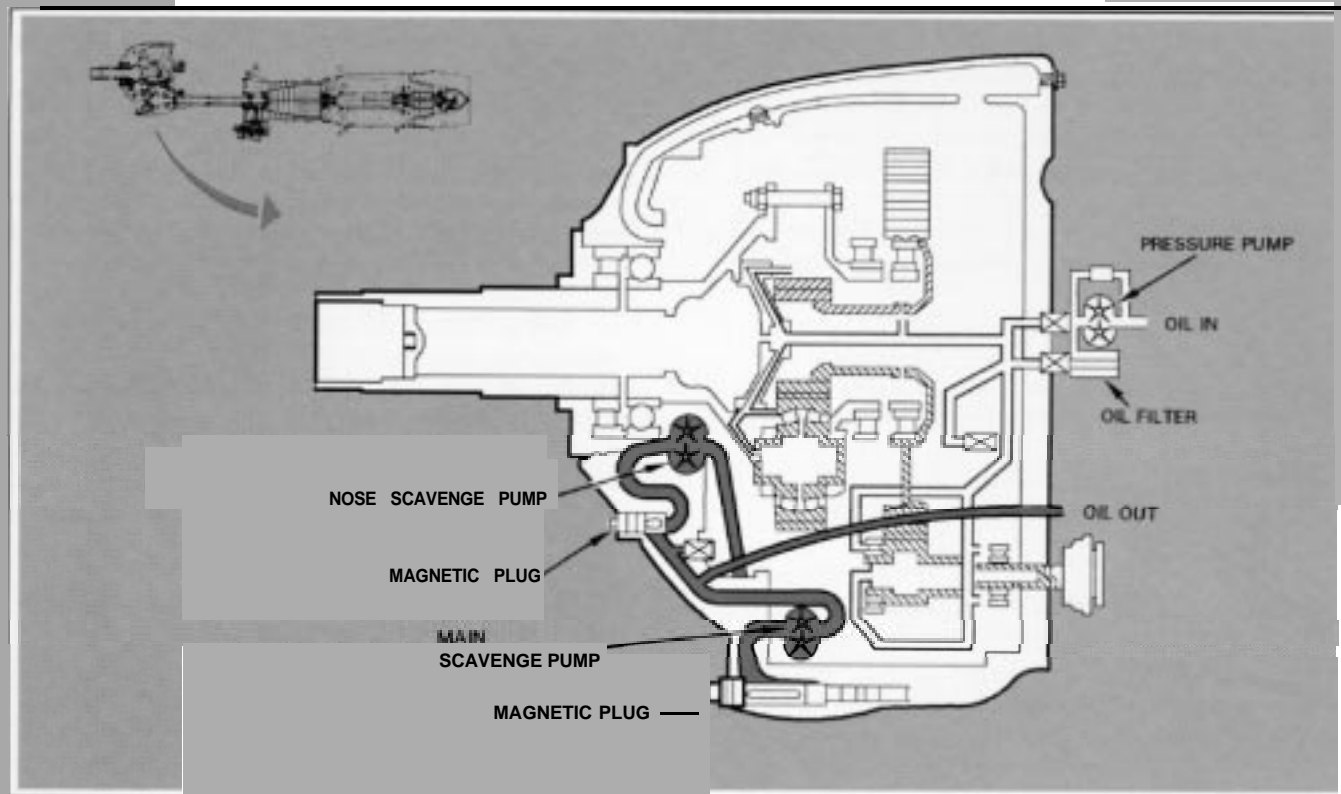 PRESSURE PUMP
OIL IN
OIL FILTER
NOSE SCAVENGE PUMP
OIL OUT
MAGNETIC PLUG
MAIN
SCAVENGE PUMP
MAGNETIC PLUG